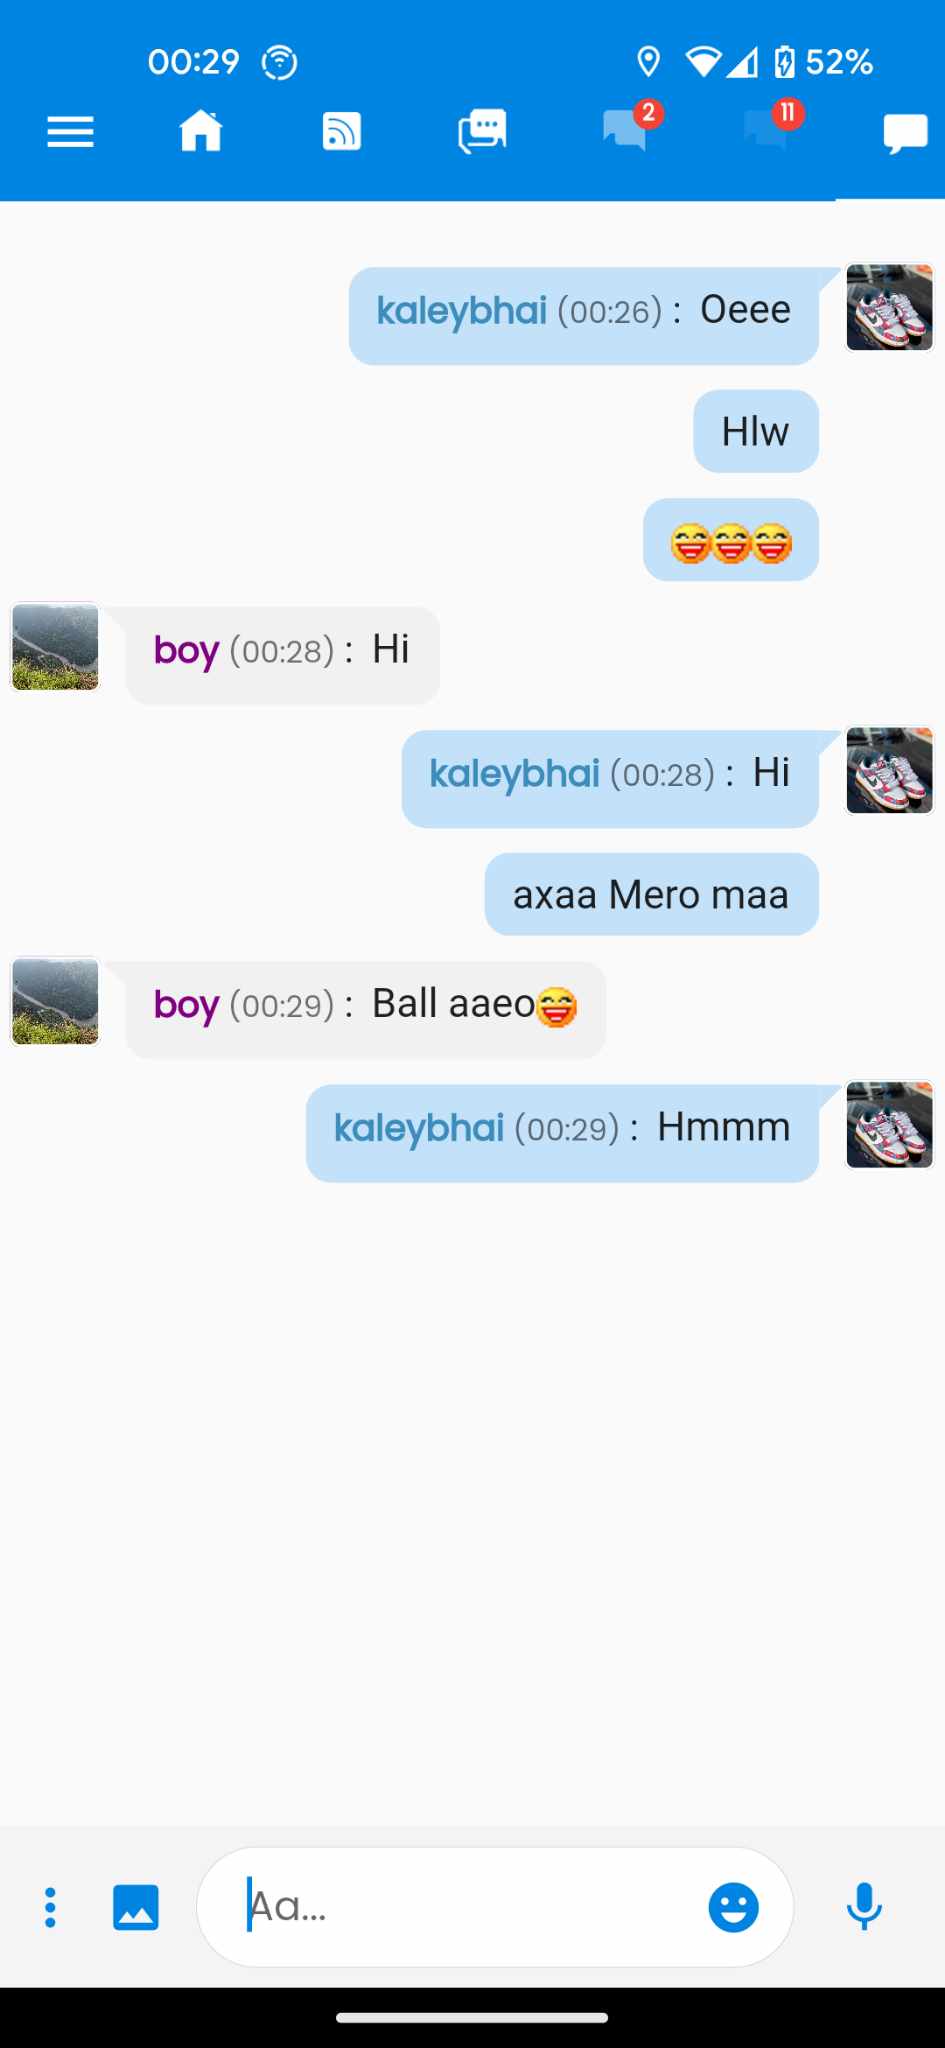 00:29 52%
2 11
kaleybhai (00:26) : Oeee
Hlw
😄😄😄
boy (00:28) : Hi
kaleybhai (00:28) : Hi
axaa Mero maa
boy (00:29) : Ball aaeo😄
kaleybhai (00:29) : Hmmm
Aa...